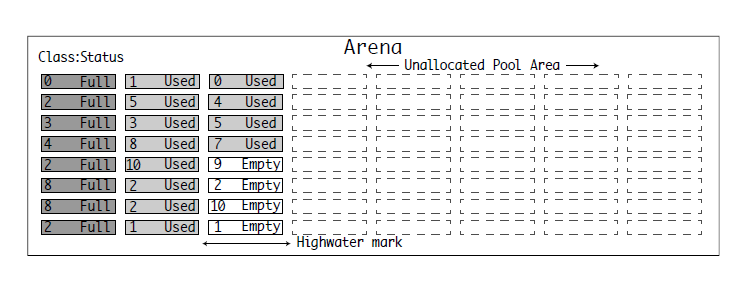 Arena
Class:Status
Unallocated Pool Area
0 Full 1 Used 0 Used
2 Full 5 Used 4 Used
3 Full 3 Used 5 Used
4 Full 8 Used 7 Used
2 Full 10 Used 9 Empty
8 Full 2 Used 2 Empty
8 Full 2 Used 10 Empty
2 Full 1 Used 1 Empty
Highwater mark